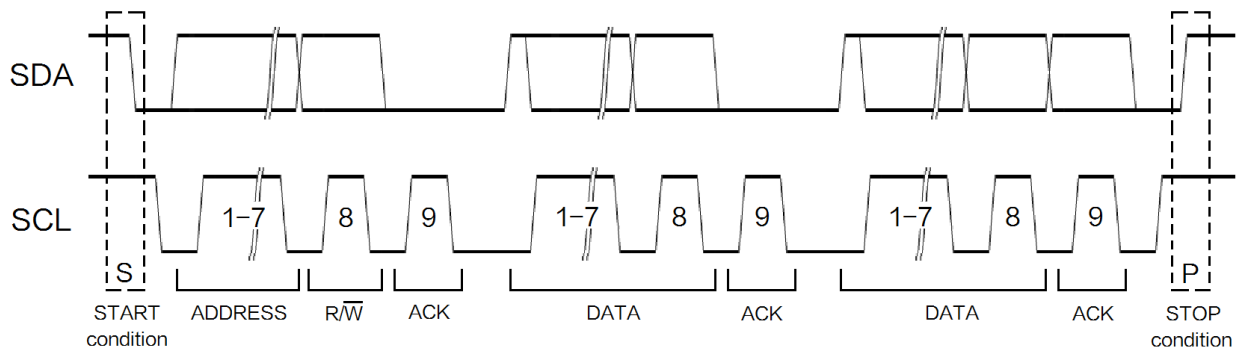 SDA
SCL
1–7 8 9 1–7 8 9 1–7 8 9
S P
START condition ADDRESS R/W̅ ACK DATA ACK DATA ACK STOP condition